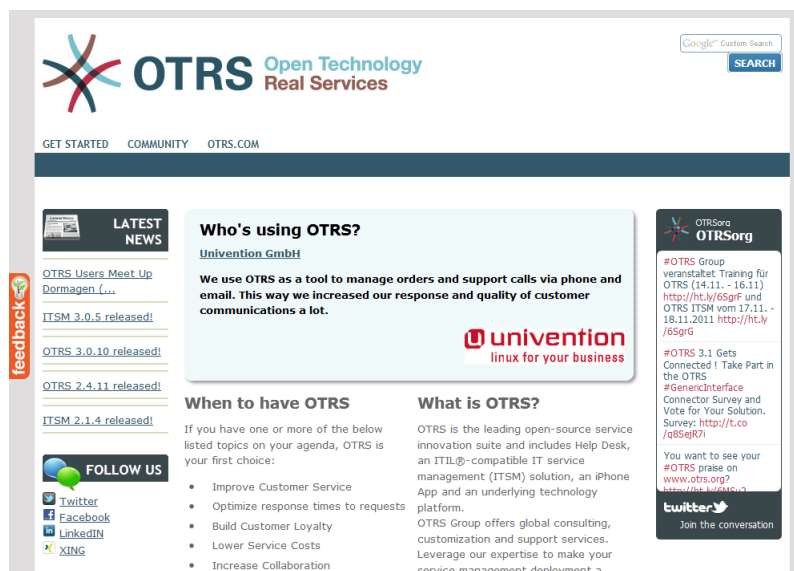 OTRS Open Technology
Real Services
Google™ Custom Search
SEARCH
GET STARTED COMMUNITY OTRS.COM
LATEST
NEWS
OTRS Users Meet Up
Dormagen (...
ITSM 3.0.5 released!
OTRS 3.0.10 released!
OTRS 2.4.11 released!
ITSM 2.1.4 released!
feedback
FOLLOW US
Twitter
Facebook
LinkedIN
XING
Who's using OTRS?
Univention GmbH
We use OTRS as a tool to manage orders and support calls via phone and
email. This way we increased our response and quality of customer
communications a lot.
univention
linux for your business
When to have OTRS
If you have one or more of the below
listed topics on your agenda, OTRS is
your first choice:
• Improve Customer Service
• Optimize response times to requests
• Build Customer Loyalty
• Lower Service Costs
• Increase Collaboration
What is OTRS?
OTRS is the leading open-source service
innovation suite and includes Help Desk,
an ITIL®-compatible IT service
management (ITSM) solution, an iPhone
App and an underlying technology
platform.
OTRS Group offers global consulting,
customization and support services.
Leverage our expertise to make your
service management deployment a
OTRSorg
OTRSorg
#OTRS Group
veranstaltet Training für
OTRS (14.11. - 16.11)
http://ht.ly/6SgrF und
OTRS ITSM vom 17.11. -
18.11.2011 http://ht.ly
/6SgrG
#OTRS 3.1 Gets
Connected ! Take Part in
the OTRS
#GenericInterface
Connector Survey and
Vote for Your Solution.
Survey: http://t.co
/q8SejR7i
You want to see your
#OTRS praise on
www.otrs.org?
http://ht.ly/6MSu2
twitter
Join the conversation